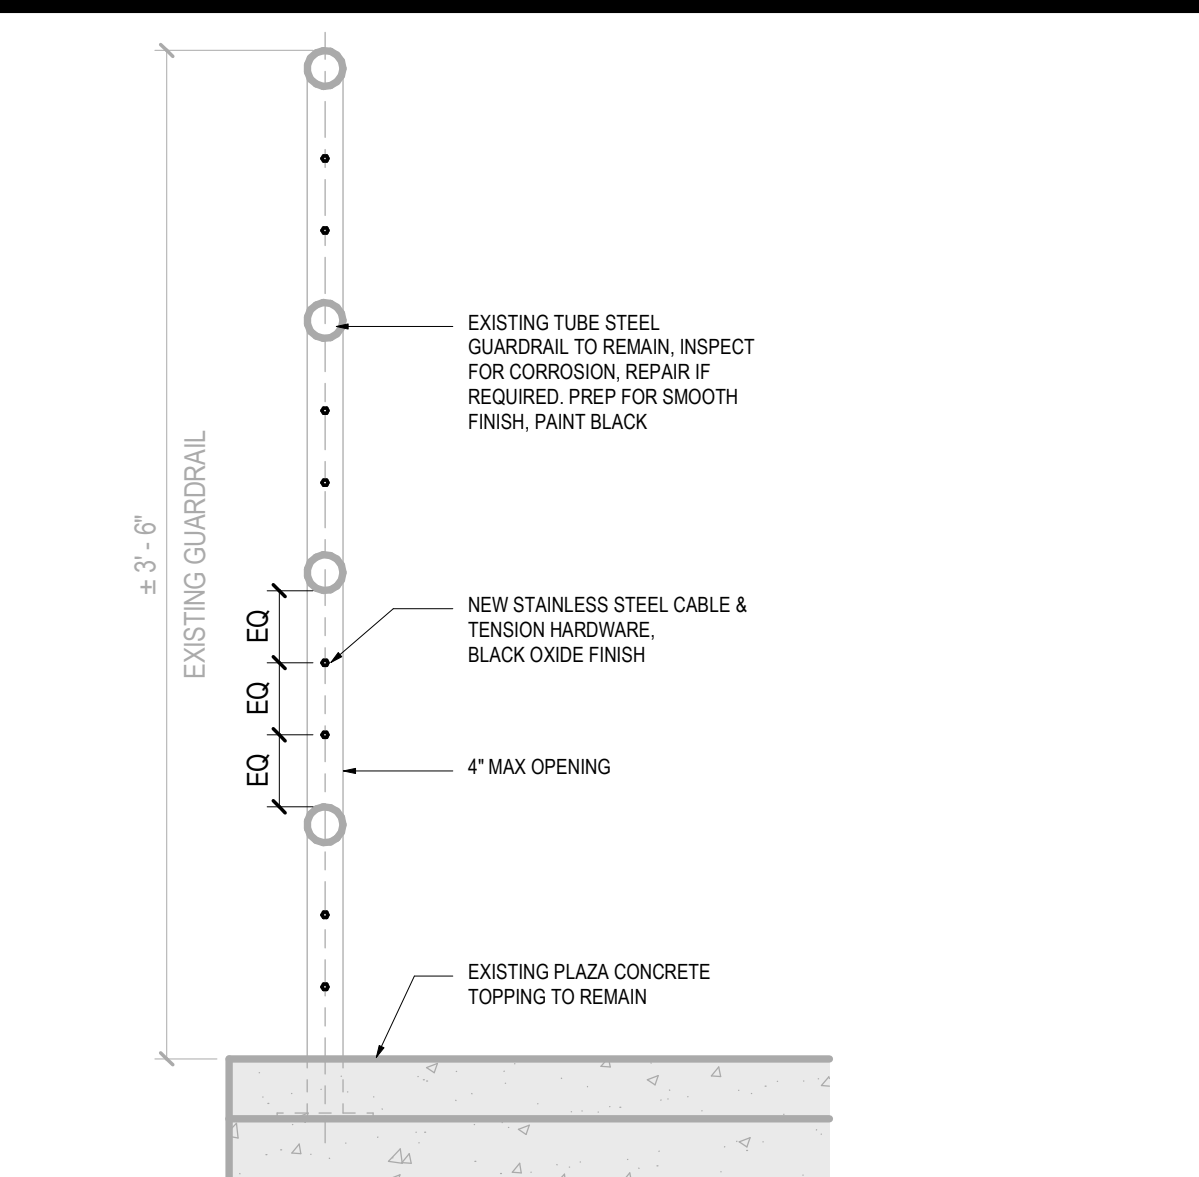 EXISTING TUBE STEEL
GUARDRAIL TO REMAIN, INSPECT
FOR CORROSION, REPAIR IF
REQUIRED. PREP FOR SMOOTH
FINISH, PAINT BLACK
± 3' - 6"
EXISTING GUARDRAIL
EQ
EQ
EQ
NEW STAINLESS STEEL CABLE &
TENSION HARDWARE,
BLACK OXIDE FINISH
4" MAX OPENING
EXISTING PLAZA CONCRETE
TOPPING TO REMAIN